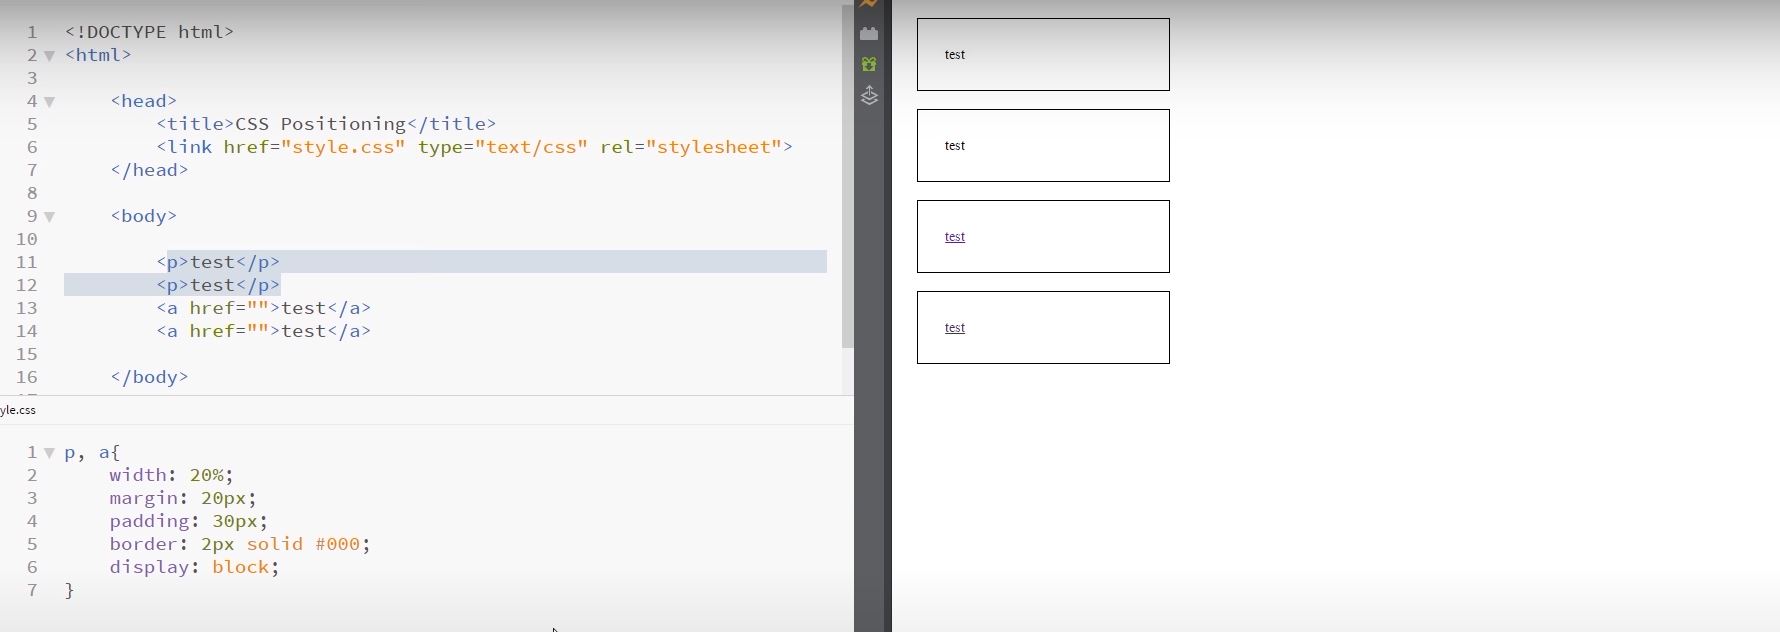 1 <!DOCTYPE html>
2 <html>
3
4 <head>
5 <title>CSS Positioning</title>
6 <link href="style.css" type="text/css" rel="stylesheet">
7 </head>
8
9 <body>
10
11 <p>test</p>
12 <p>test</p>
13 <a href="">test</a>
14 <a href="">test</a>
15
16 </body>
yle.css
1 p, a{
2 width: 20%;
3 margin: 20px;
4 padding: 30px;
5 border: 2px solid #000;
6 display: block;
7 }
test
test
test
test